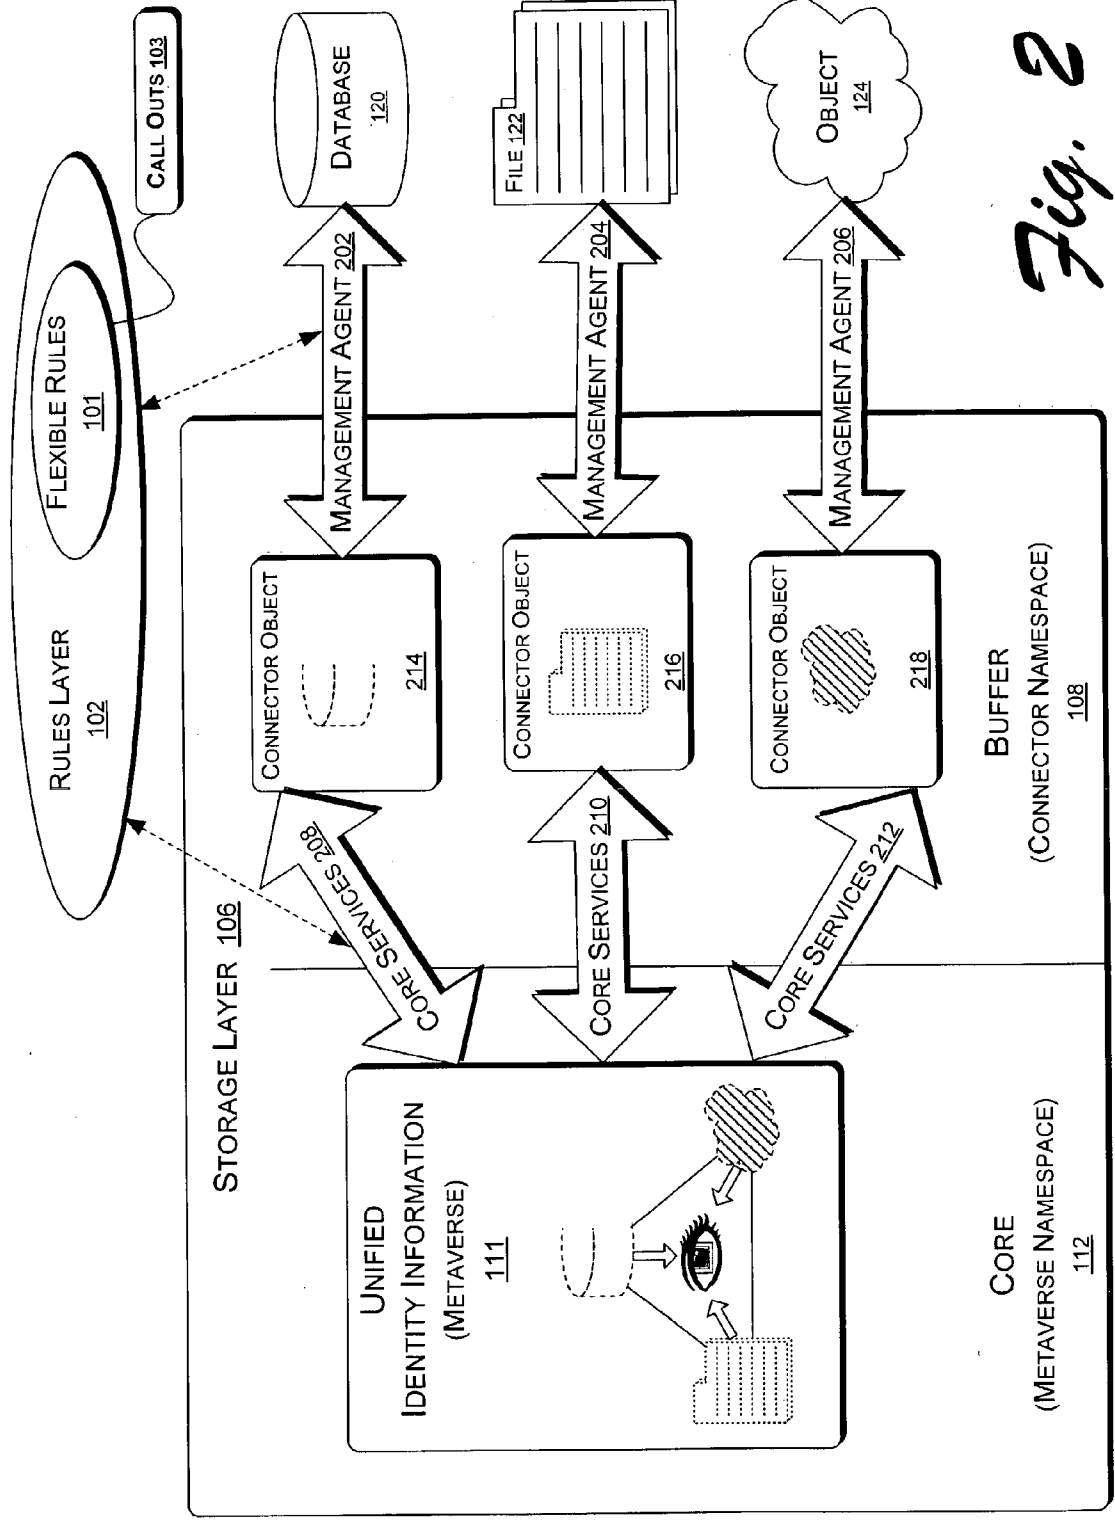 RULES LAYER
102
FLEXIBLE RULES
101
CALL OUTS 103
STORAGE LAYER 106
UNIFIED
IDENTITY INFORMATION
(METAVERSE)
111
CORE SERVICES 208
CORE SERVICES 210
CORE SERVICES 212
CONNECTOR OBJECT
214
CONNECTOR OBJECT
216
CONNECTOR OBJECT
218
MANAGEMENT AGENT 202
MANAGEMENT AGENT 204
MANAGEMENT AGENT 206
DATABASE
120
FILE 122
OBJECT
124
CORE
(METAVERSE NAMESPACE)
112
BUFFER
(CONNECTOR NAMESPACE)
108
Fig. 2